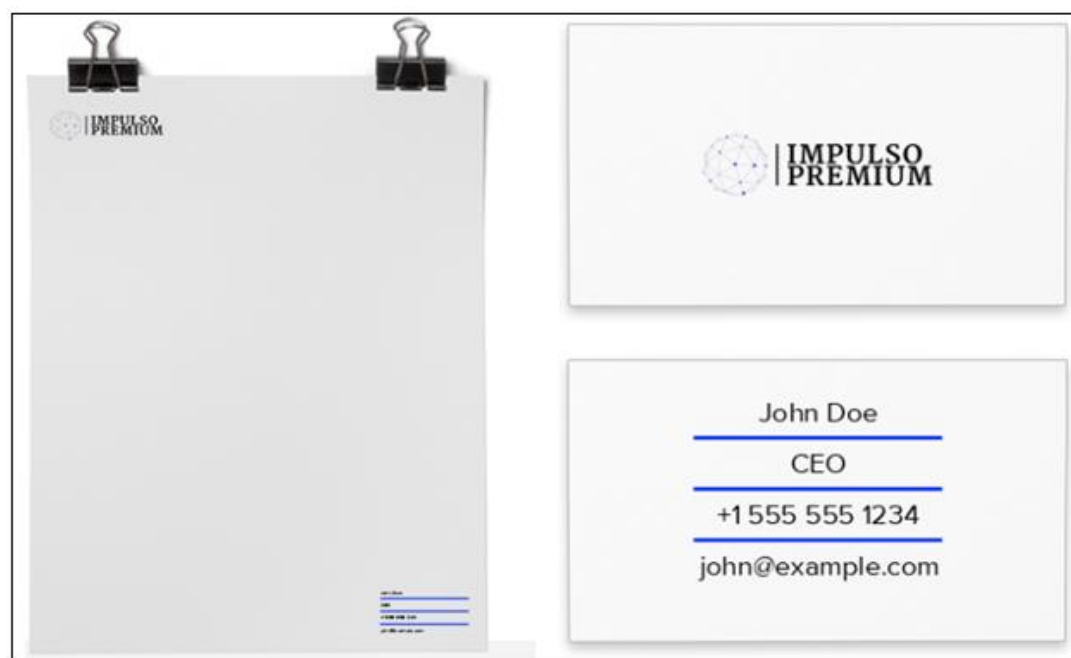 IMPULSO
PREMIUM
IMPULSO
PREMIUM
John Doe
CEO
+1 555 555 1234
john@example.com